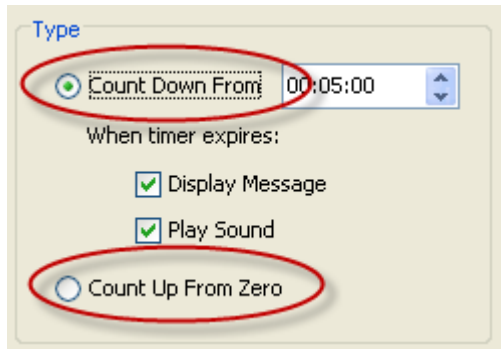 Type
Count Down From 00:05:00
When timer expires:
Display Message
Play Sound
Count Up From Zero